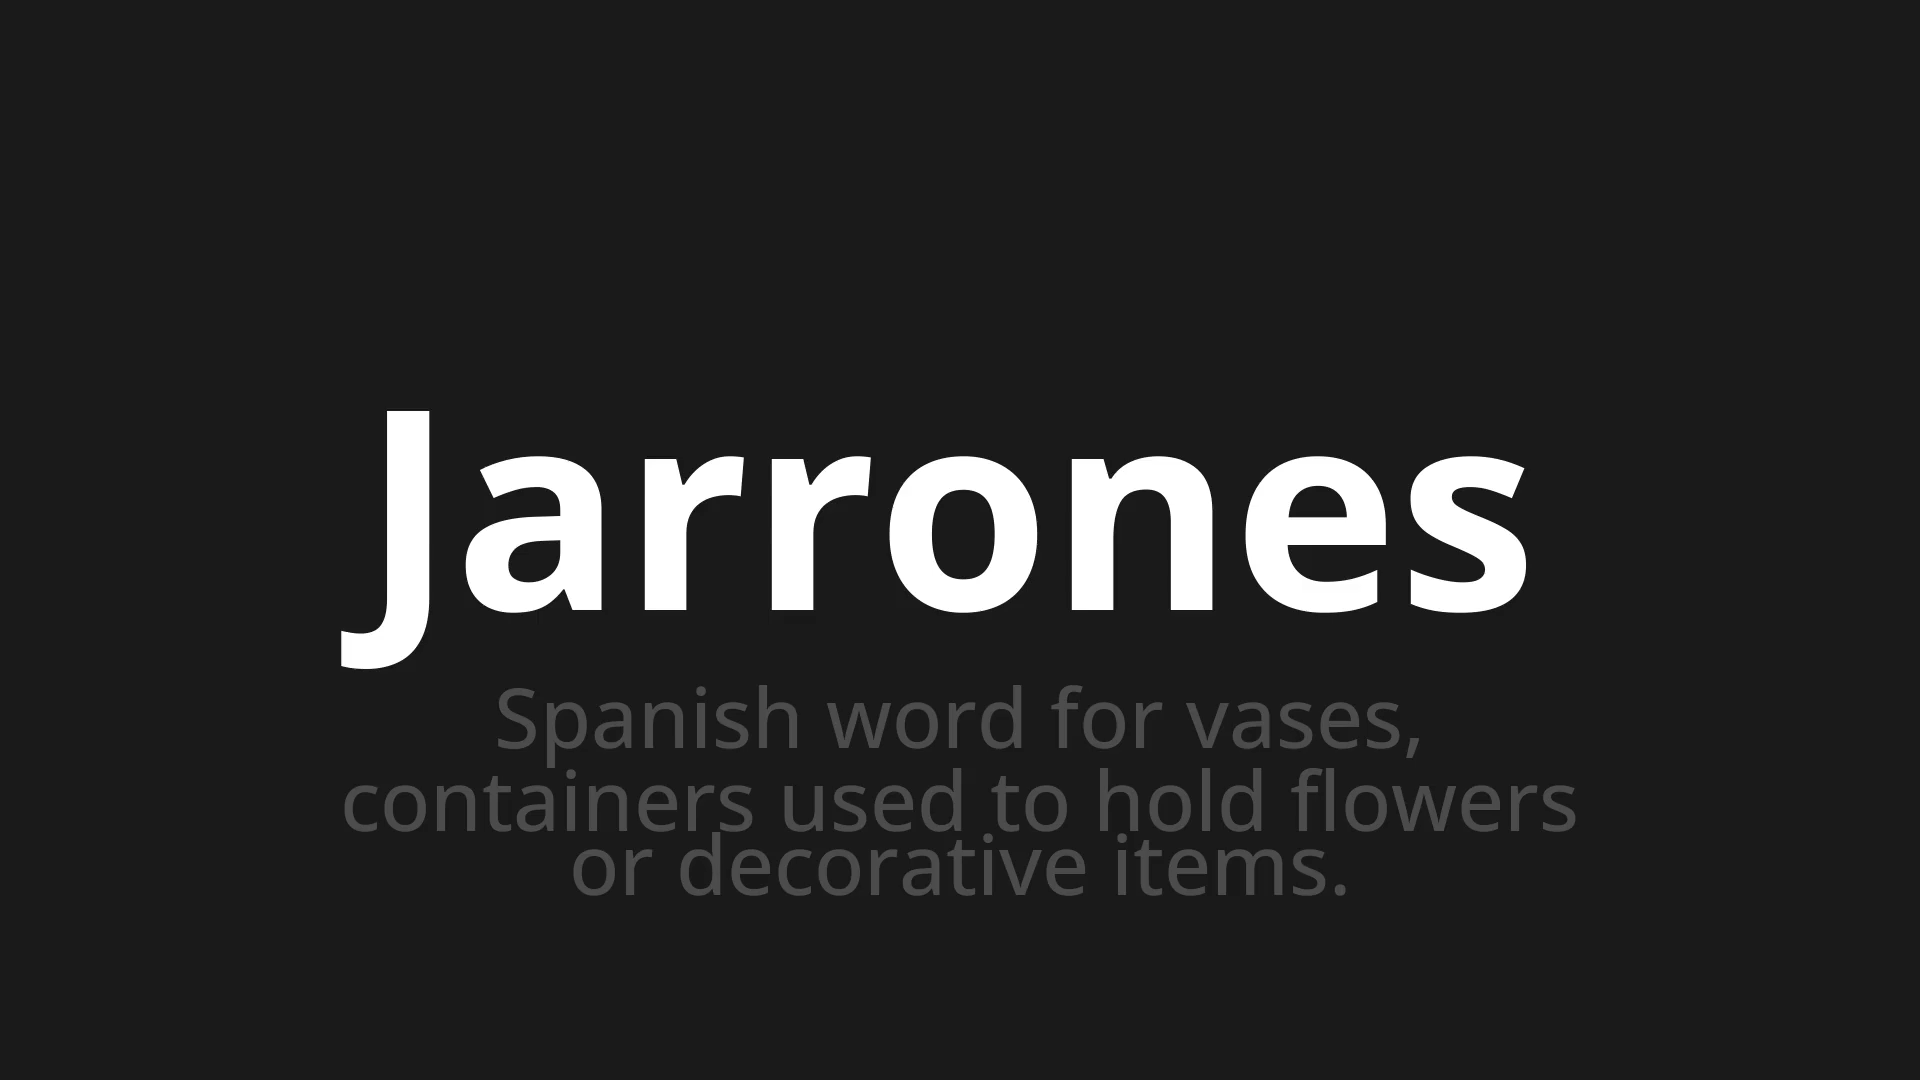 Jarrones
Spanish word for vases,
containers used to hold flowers
or decorative items.